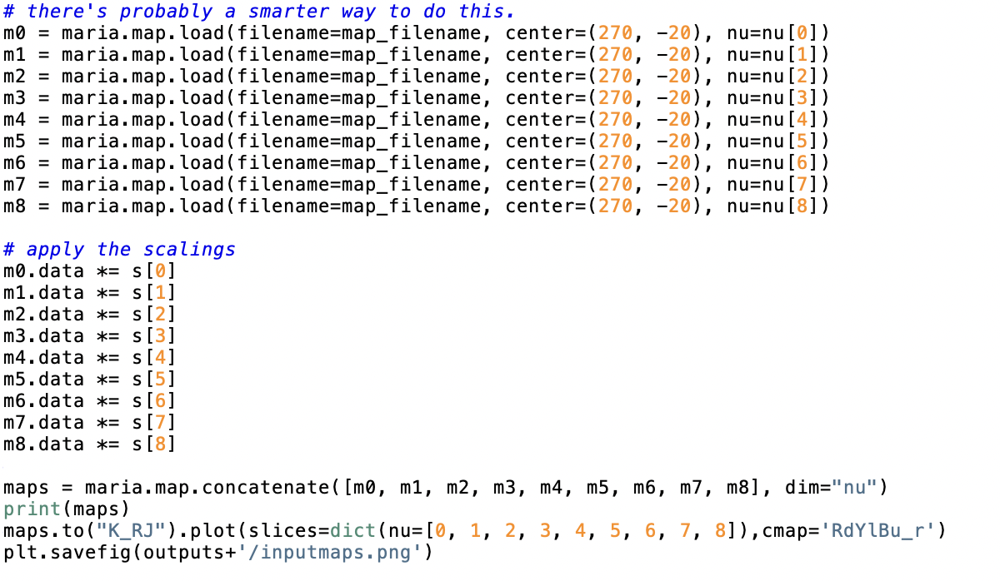 # there's probably a smarter way to do this.
m0 = maria.map.load(filename=map_filename, center=(270, -20), nu=nu[0])
m1 = maria.map.load(filename=map_filename, center=(270, -20), nu=nu[1])
m2 = maria.map.load(filename=map_filename, center=(270, -20), nu=nu[2])
m3 = maria.map.load(filename=map_filename, center=(270, -20), nu=nu[3])
m4 = maria.map.load(filename=map_filename, center=(270, -20), nu=nu[4])
m5 = maria.map.load(filename=map_filename, center=(270, -20), nu=nu[5])
m6 = maria.map.load(filename=map_filename, center=(270, -20), nu=nu[6])
m7 = maria.map.load(filename=map_filename, center=(270, -20), nu=nu[7])
m8 = maria.map.load(filename=map_filename, center=(270, -20), nu=nu[8])
# apply the scalings
m0.data *= s[0]
m1.data *= s[1]
m2.data *= s[2]
m3.data *= s[3]
m4.data *= s[4]
m5.data *= s[5]
m6.data *= s[6]
m7.data *= s[7]
m8.data *= s[8]
maps = maria.map.concatenate([m0, m1, m2, m3, m4, m5, m6, m7, m8], dim="nu")
print(maps)
maps.to("K_RJ").plot(slices=dict(nu=[0, 1, 2, 3, 4, 5, 6, 7, 8]),cmap='RdYlBu_r')
plt.savefig(outputs+'/inputmaps.png')